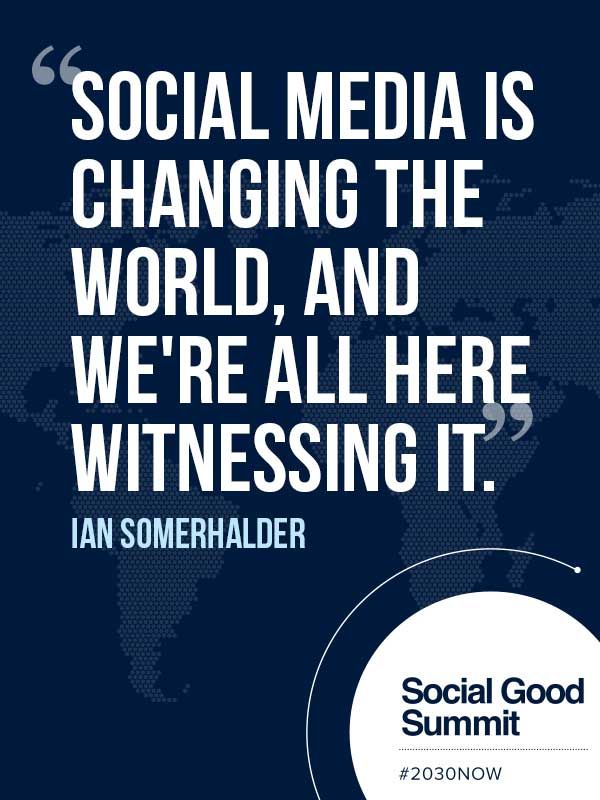 “SOCIAL MEDIA IS
CHANGING THE
WORLD, AND
WE'RE ALL HERE
WITNESSING IT.”
IAN SOMERHALDER
Social Good
Summit
#2030NOW